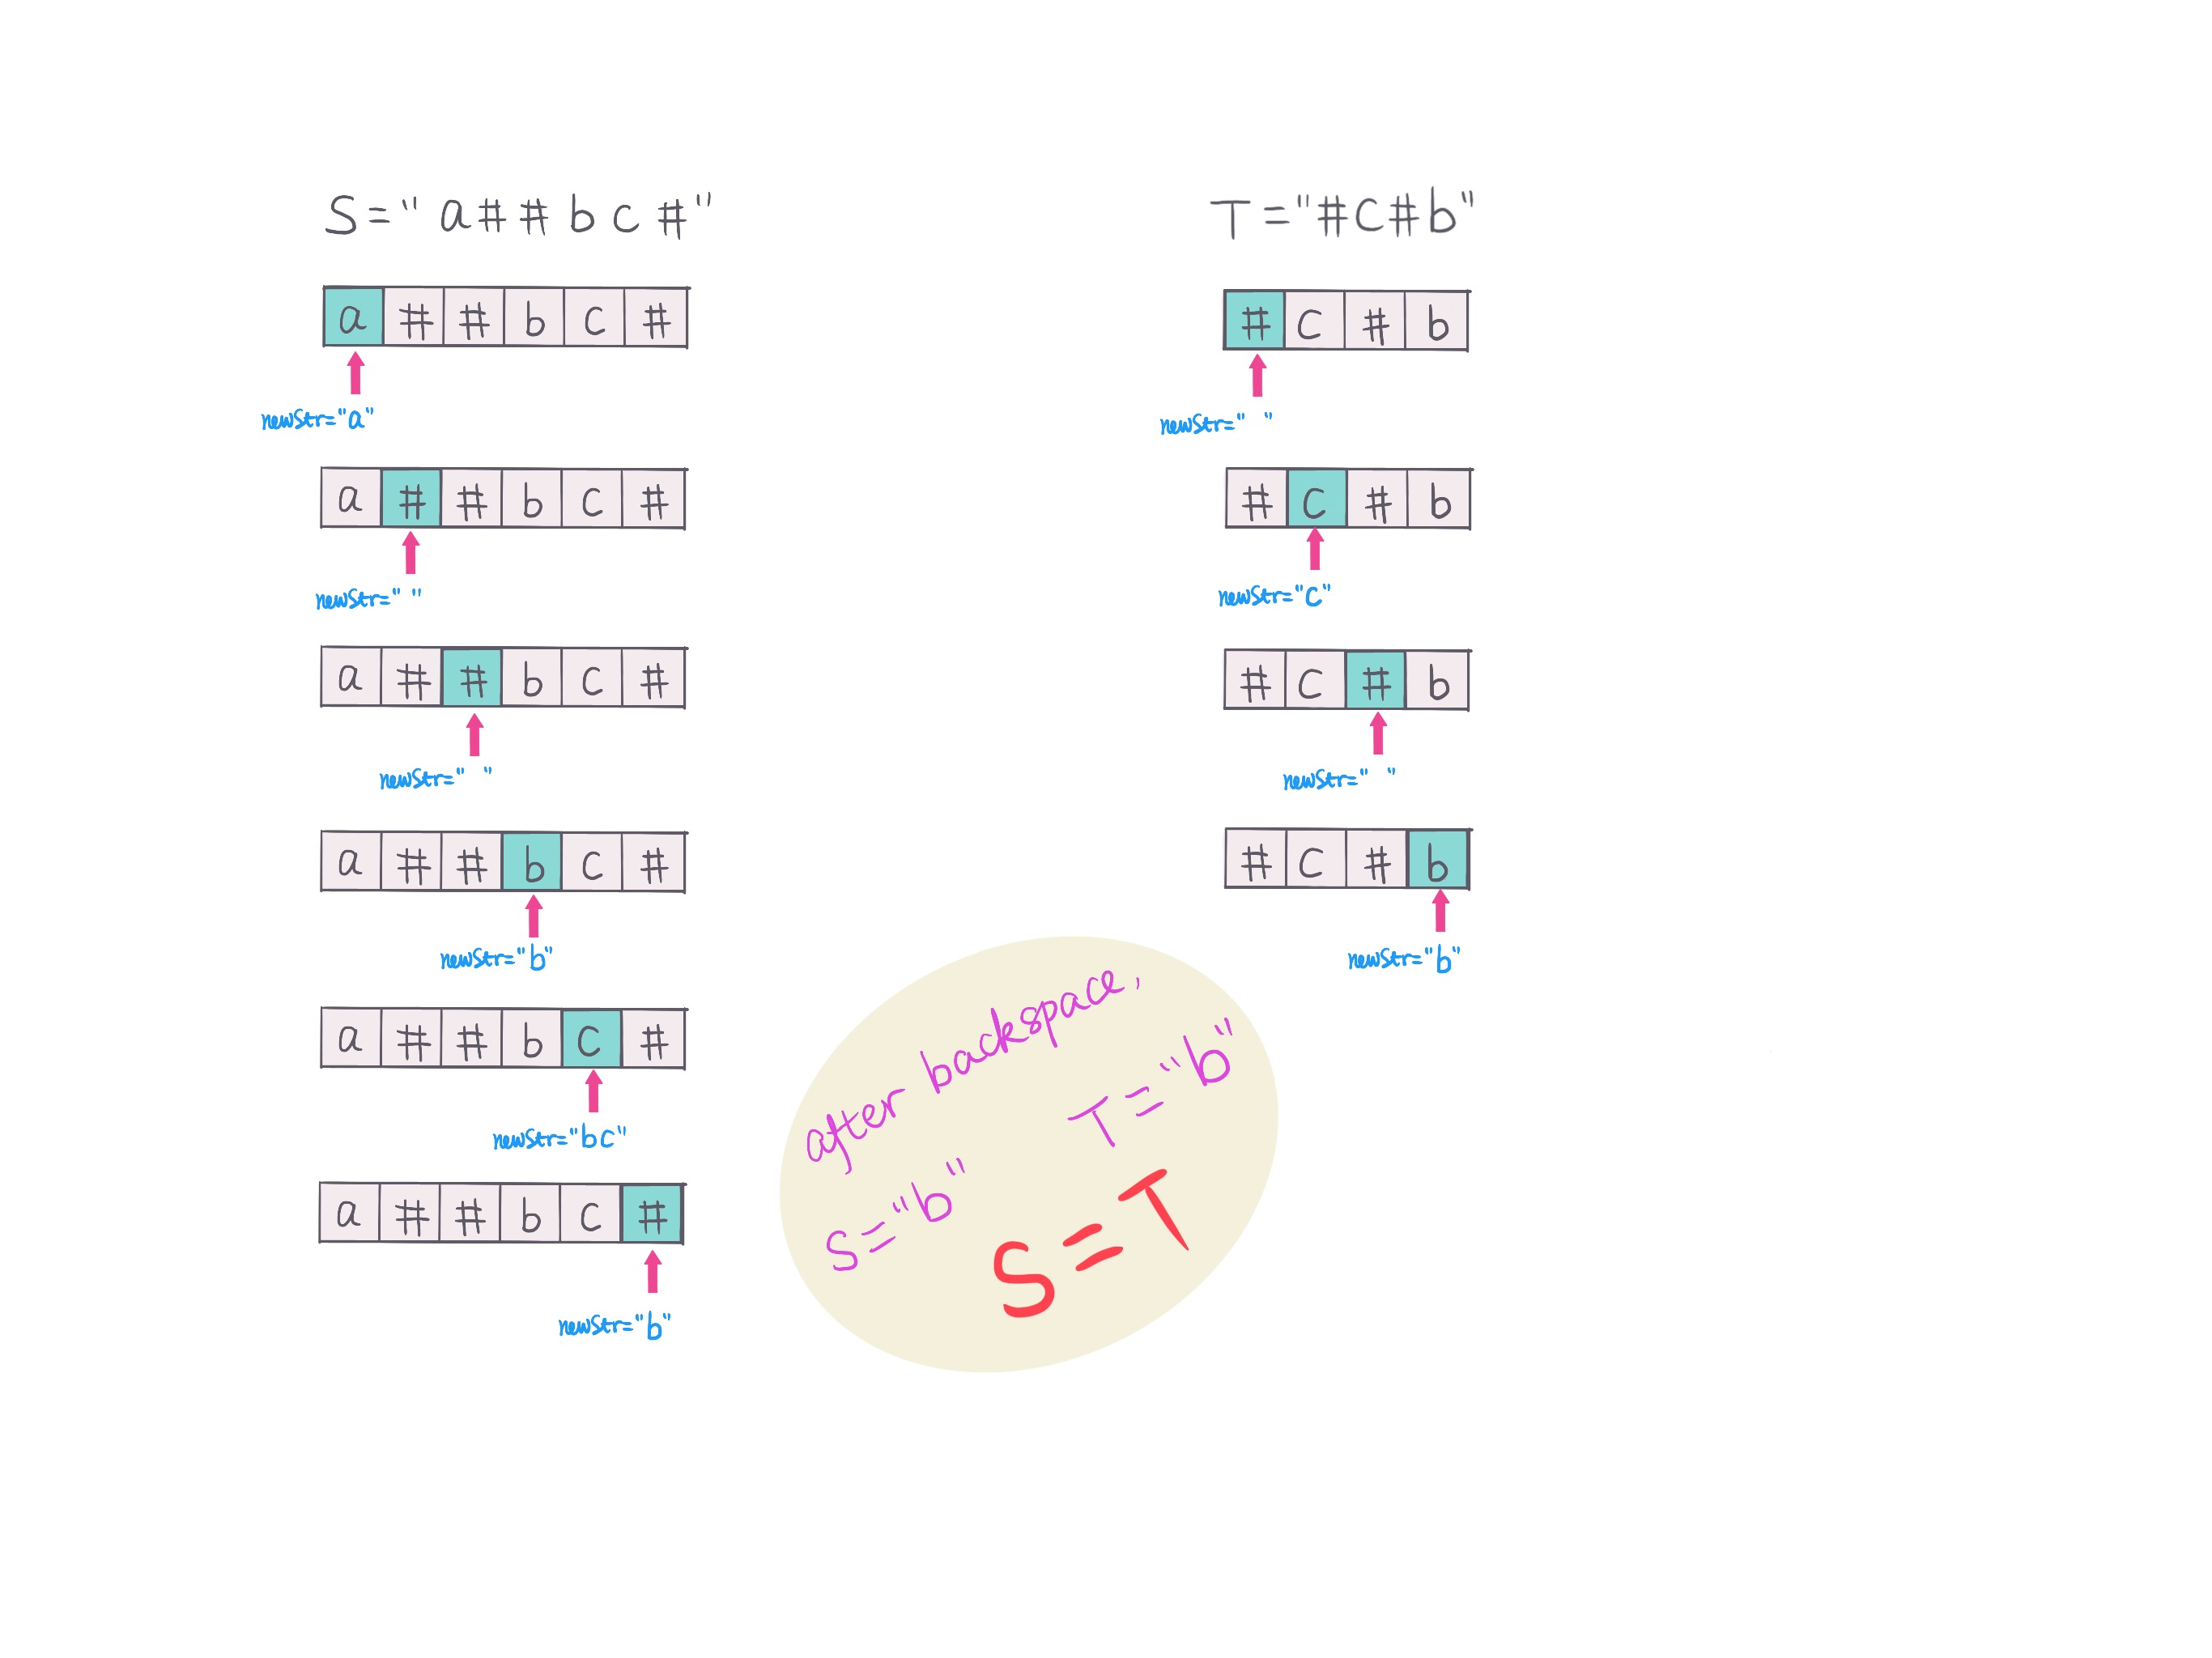 S=" a##bc#"
a # # b c #
newStr="a"
a # # b c #
newStr=" "
a # # b c #
newStr=" "
a # # b c #
newStr="b"
a # # b c #
newStr="bc"
a # # b c #
newStr="b"
T="#c#b"
# c # b
newStr=" "
# c # b
newStr="c"
# c # b
newStr=" "
# c # b
newStr="b"
after backspace,
S="b" T="b"
S=T